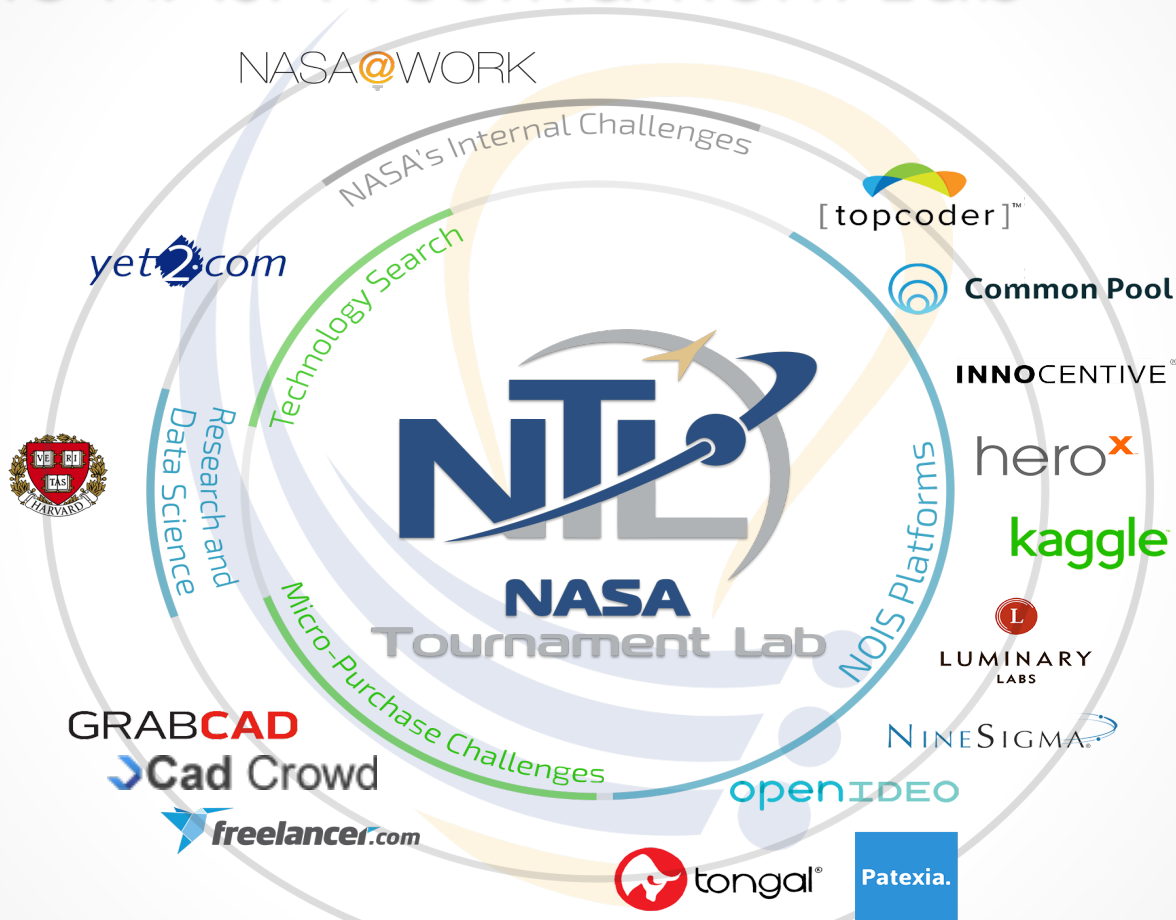 NASA@WORK
NASA's Internal Challenges
[topcoder]™
Technology Search
yet2.com
Common Pool
INNOCENTIVE®
NTL
herox
Research and
Data Science
VE RI
TAS
HARVARD
NOIS Platforms
kaggle
NASA
Tournament Lab
L
LUMINARY
LABS
Micro-Purchase Challenges
GRABCAD
NINESIGMA
Cad Crowd
openIDEO
freelancer.com
tongal®
Patexia.